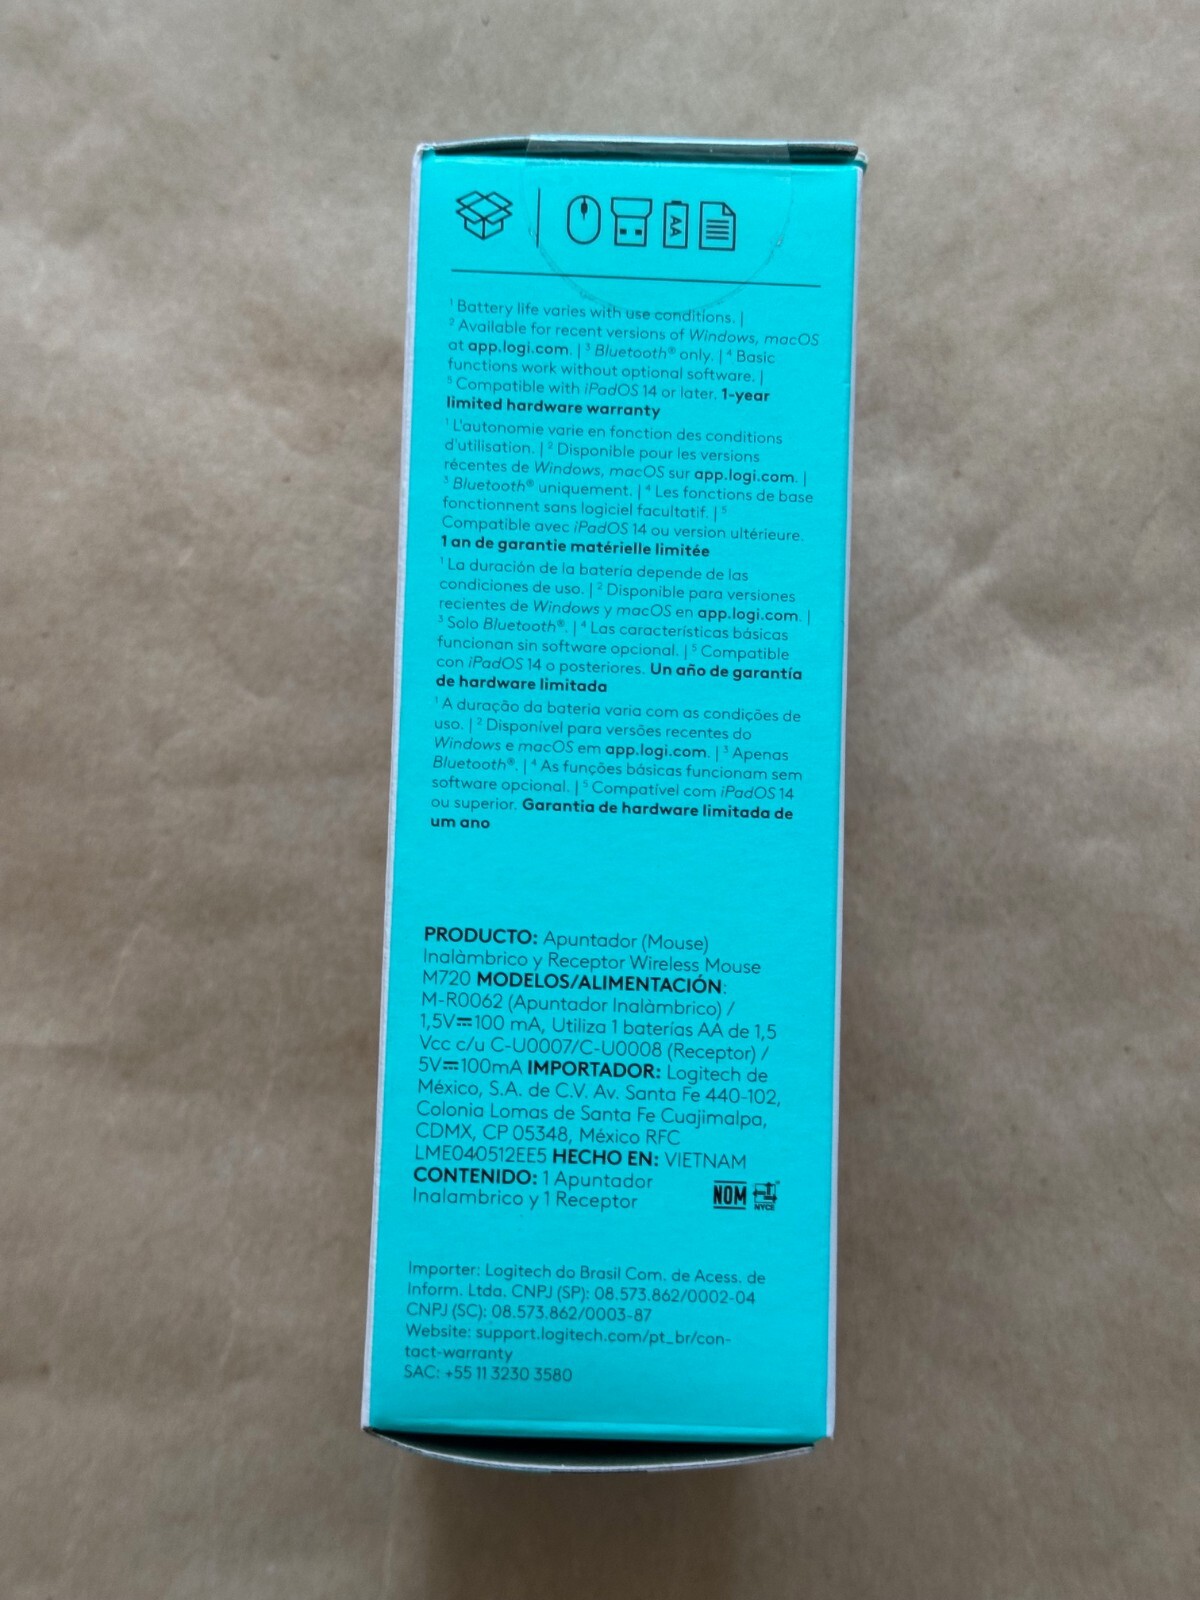 AA
¹ Battery life varies with use conditions. |
² Available for recent versions of Windows, macOS
at app.logi.com. | ³ Bluetooth® only. | ⁴ Basic
functions work without optional software. |
⁵ Compatible with iPadOS 14 or later. 1-year
limited hardware warranty
¹ L'autonomie varie en fonction des conditions
d'utilisation. | ² Disponible pour les versions
récentes de Windows, macOS sur app.logi.com. |
³ Bluetooth® uniquement. | ⁴ Les fonctions de base
fonctionnent sans logiciel facultatif. | ⁵
Compatible avec iPadOS 14 ou version ultérieure.
1 an de garantie matérielle limitée
¹ La duración de la batería depende de las
condiciones de uso. | ² Disponible para versiones
recientes de Windows y macOS en app.logi.com. |
³ Solo Bluetooth®. | ⁴ Las características básicas
funcionan sin software opcional. | ⁵ Compatible
con iPadOS 14 o posteriores. Un año de garantía
de hardware limitada
¹ A duração da bateria varia com as condições de
uso. | ² Disponível para versões recentes do
Windows e macOS em app.logi.com. | ³ Apenas
Bluetooth®. | ⁴ As funções básicas funcionam sem
software opcional. | ⁵ Compatível com iPadOS 14
ou superior. Garantia de hardware limitada de
um ano
PRODUCTO: Apuntador (Mouse)
Inalàmbrico y Receptor Wireless Mouse
M720 MODELOS/ALIMENTACIÓN:
M-R0062 (Apuntador Inalàmbrico) /
1,5V⎓100 mA, Utiliza 1 baterías AA de 1,5
Vcc c/u C-U0007/C-U0008 (Receptor) /
5V⎓100mA IMPORTADOR: Logitech de
México, S.A. de C.V. Av. Santa Fe 440-102,
Colonia Lomas de Santa Fe Cuajimalpa,
CDMX, CP 05348, México RFC
LME040512EE5 HECHO EN: VIETNAM
CONTENIDO: 1 Apuntador
Inalambrico y 1 Receptor
NOM NYCE
Importer: Logitech do Brasil Com. de Acess. de
Inform. Ltda. CNPJ (SP): 08.573.862/0002-04
CNPJ (SC): 08.573.862/0003-87
Website: support.logitech.com/pt_br/con-
tact-warranty
SAC: +55 11 3230 3580